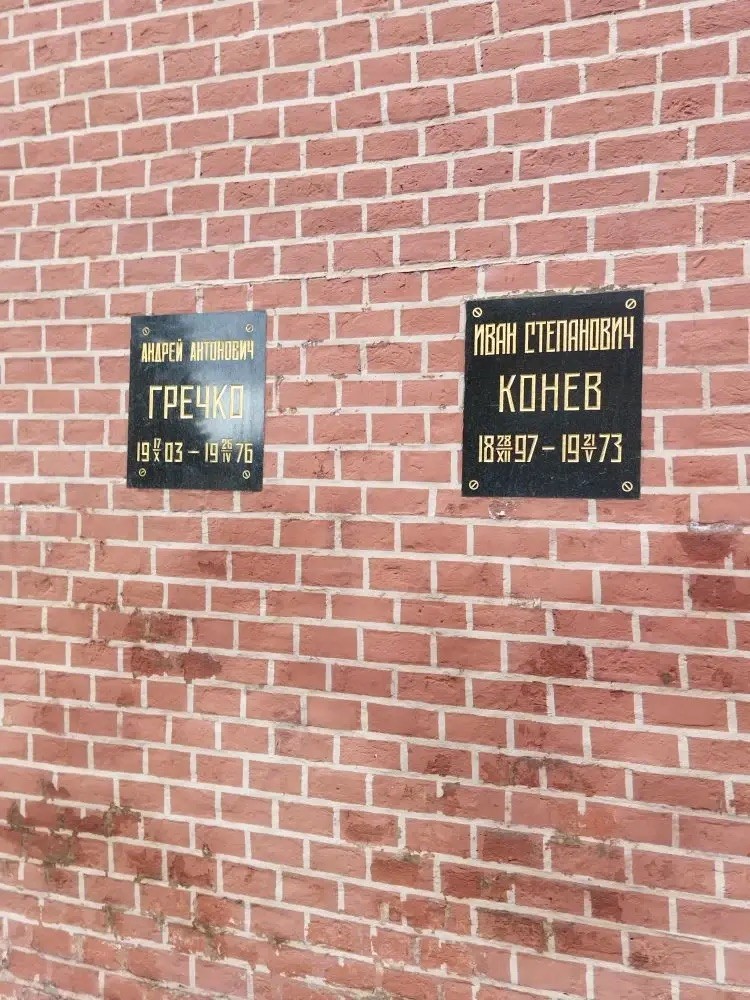 АНДРЕЙ АНТОНОВИЧ
ГРЕЧКО
19 17/X 03 – 19 26/IV 76
ИВАН СТЕПАНОВИЧ
КОНЕВ
18 28/XII 97 – 19 21/V 73